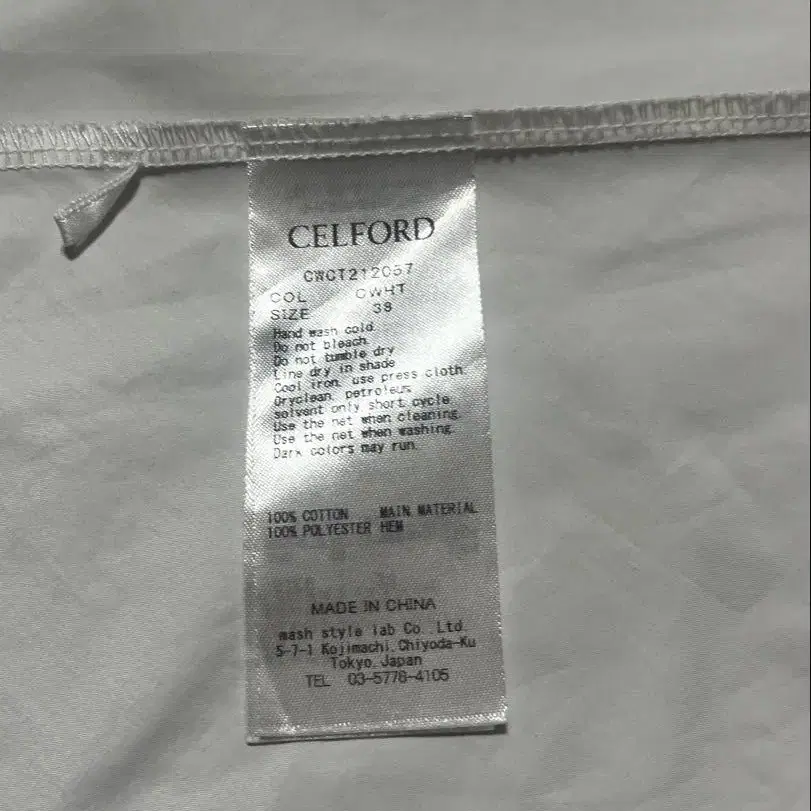 CELFORD
CWCT212057
COL CWHT
SIZE 38
Hand wash cold.
Do not bleach.
Do not tumble dry
Line dry in shade
Cool iron, use press cloth.
Dryclean, petroleum
solvent only short cycle.
Use the net when cleaning.
Use the net when washing.
Dark colors may run.
100% COTTON MAIN MATERIAL
100% POLYESTER HEM
MADE IN CHINA
mash style lab Co., Ltd.
5-7-1 Kojimachi, Chiyoda-Ku
Tokyo, Japan
TEL 03-5778-4105